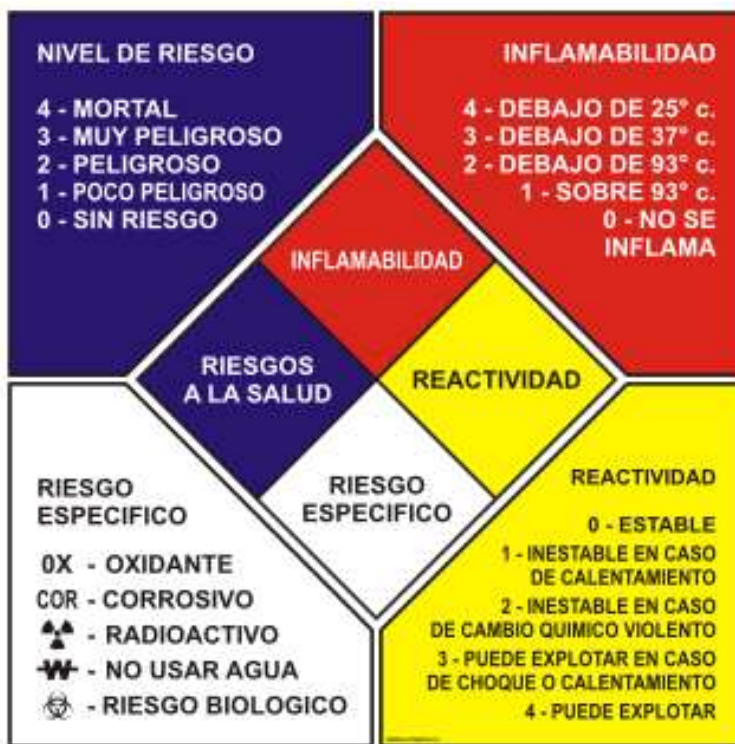 NIVEL DE RIESGO
4 - MORTAL
3 - MUY PELIGROSO
2 - PELIGROSO
1 - POCO PELIGROSO
0 - SIN RIESGO
INFLAMABILIDAD
4 - DEBAJO DE 25° c.
3 - DEBAJO DE 37° c.
2 - DEBAJO DE 93° c.
1 - SOBRE 93° c.
0 - NO SE
INFLAMA
INFLAMABILIDAD
RIESGOS
A LA SALUD
REACTIVIDAD
RIESGO
ESPECIFICO
RIESGO
ESPECIFICO
0X - OXIDANTE
COR - CORROSIVO
- RADIOACTIVO
W - NO USAR AGUA
- RIESGO BIOLOGICO
REACTIVIDAD
0 - ESTABLE
1 - INESTABLE EN CASO
DE CALENTAMIENTO
2 - INESTABLE EN CASO
DE CAMBIO QUIMICO VIOLENTO
3 - PUEDE EXPLOTAR EN CASO
DE CHOQUE O CALENTAMIENTO
4 - PUEDE EXPLOTAR